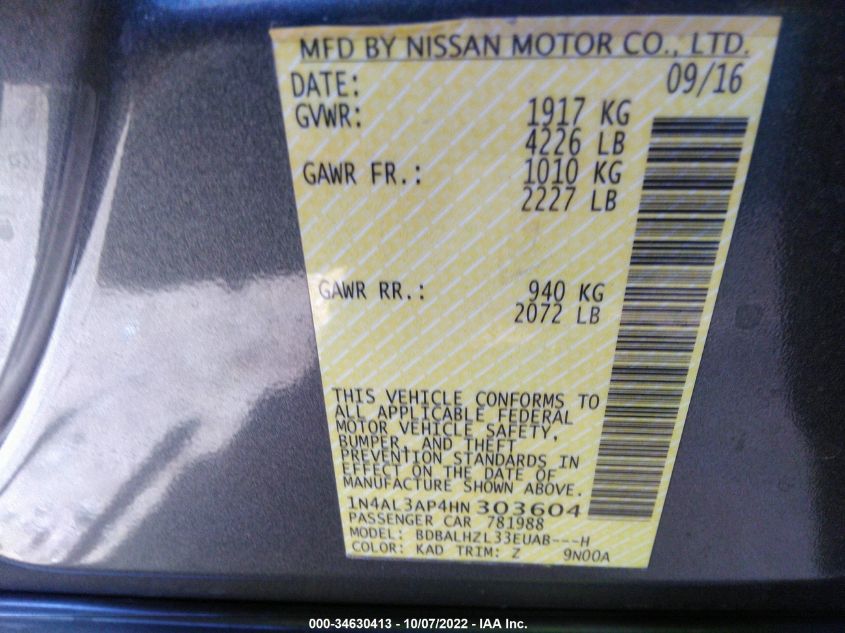 MFD BY NISSAN MOTOR CO., LTD.
DATE: 09/16
GVWR: 1917 KG
4226 LB
GAWR FR.: 1010 KG
2227 LB
GAWR RR.: 940 KG
2072 LB
THIS VEHICLE CONFORMS TO
ALL APPLICABLE FEDERAL
MOTOR VEHICLE SAFETY,
BUMPER, AND THEFT
PREVENTION STANDARDS IN
EFFECT ON THE DATE OF
MANUFACTURE SHOWN ABOVE.
1N4AL3AP4HN303604
PASSENGER CAR 781988
MODEL: BDBALHZL33EUAB---H
COLOR: KAD TRIM: Z 9N00A
000-34630413 - 10/07/2022 - IAA Inc.